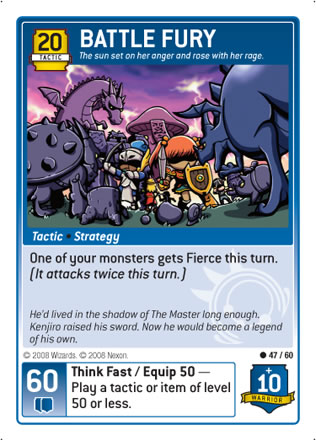 20
TACTIC
BATTLE FURY
The sun set on her anger and rose with her rage.
Tactic • Strategy
One of your monsters gets Fierce this turn.
(It attacks twice this turn.)
He'd lived in the shadow of The Master long enough.
Kenjiro raised his sword. Now he would become a legend
of his own.
© 2008 Wizards. © 2008 Nexon.
● 47 / 60
60
Think Fast / Equip 50 —
Play a tactic or item of level
50 or less.
+
10
WARRIOR